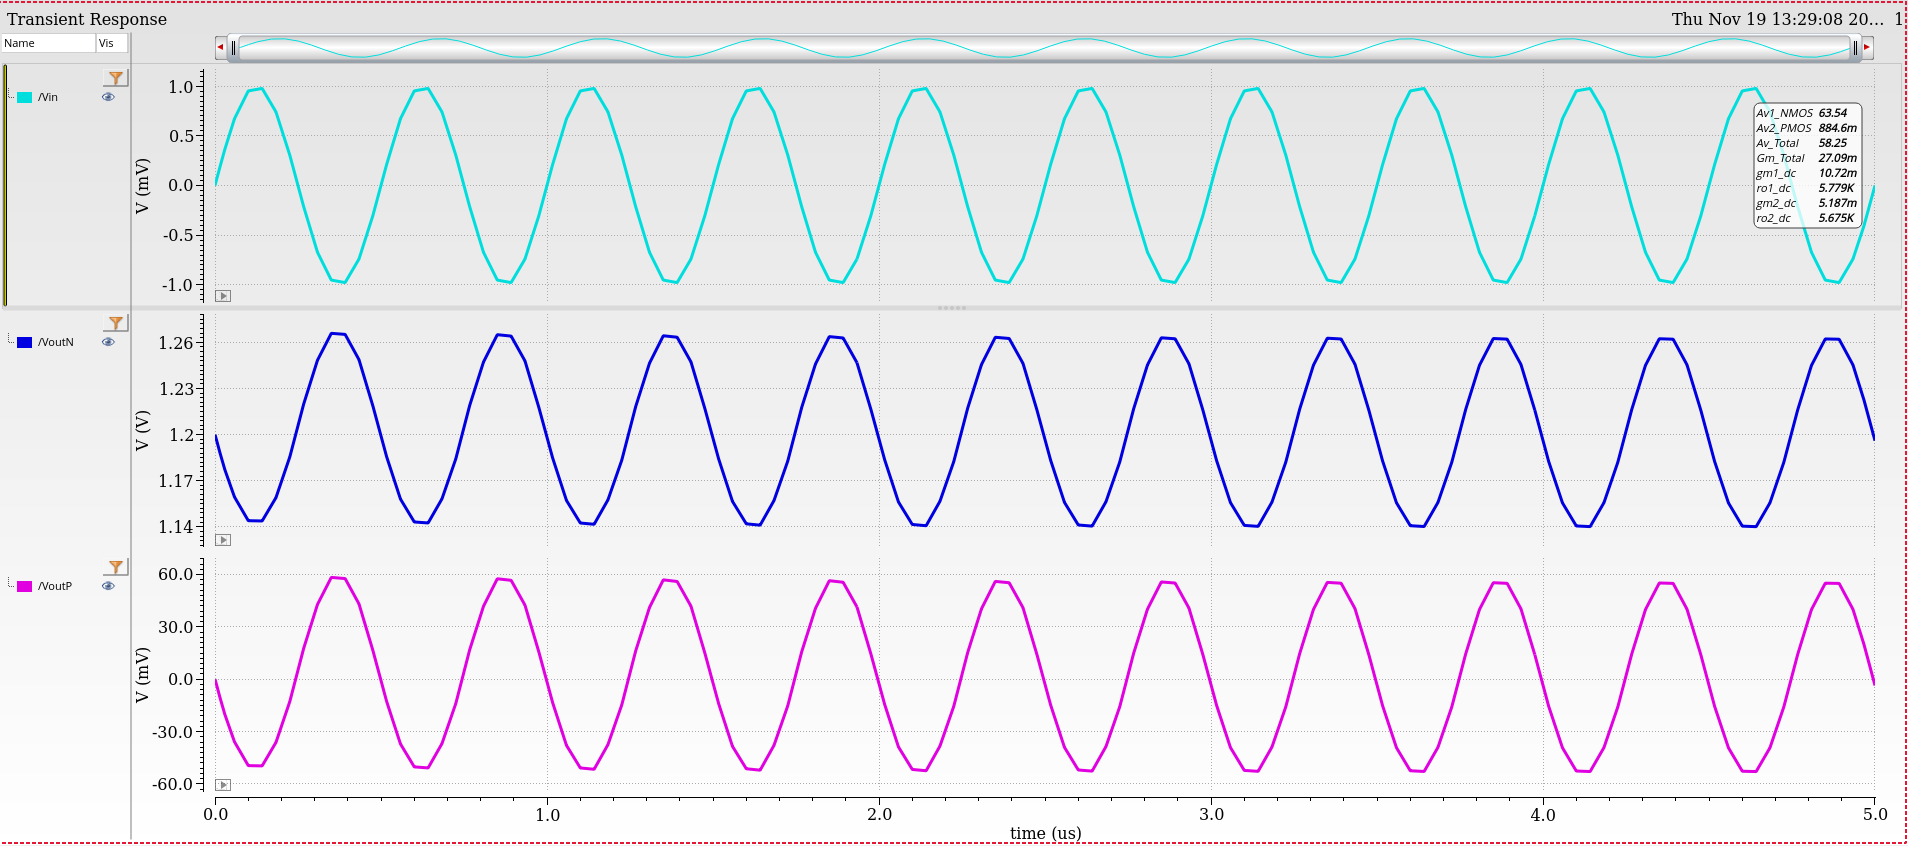 Transient Response
Thu Nov 19 13:29:08 20... 1
Name Vis
/Vin
V (mV)
1.0
0.5
0.0
-0.5
-1.0
Av1_NMOS 63.54
Av2_PMOS 884.6m
Av_Total 58.25
Gm_Total 27.09m
gm1_dc 10.72m
ro1_dc 5.779K
gm2_dc 5.187m
ro2_dc 5.675K
/VoutN
V (V)
1.26
1.23
1.2
1.17
1.14
/VoutP
V (mV)
60.0
30.0
0.0
-30.0
-60.0
0.0 1.0 2.0 3.0 4.0 5.0
time (us)